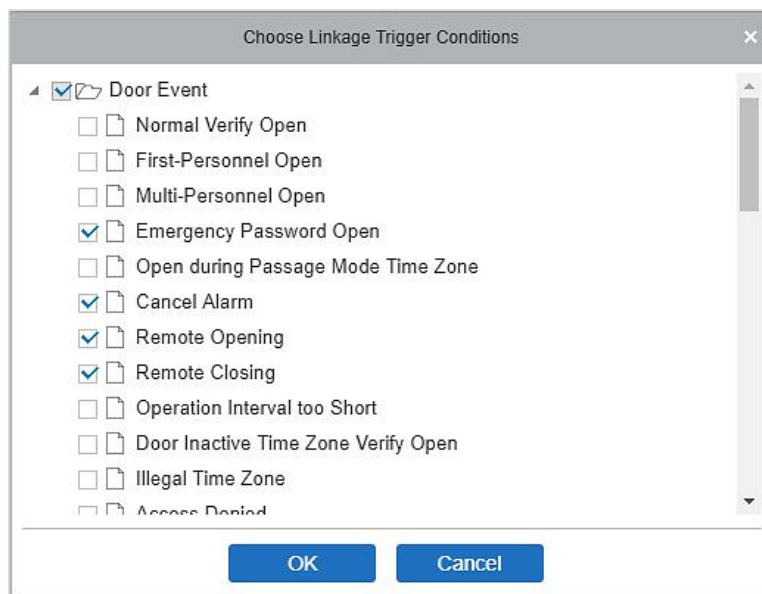 Choose Linkage Trigger Conditions
Door Event
Normal Verify Open
First-Personnel Open
Multi-Personnel Open
Emergency Password Open
Open during Passage Mode Time Zone
Cancel Alarm
Remote Opening
Remote Closing
Operation Interval too Short
Door Inactive Time Zone Verify Open
Illegal Time Zone
Access Denied
OK Cancel